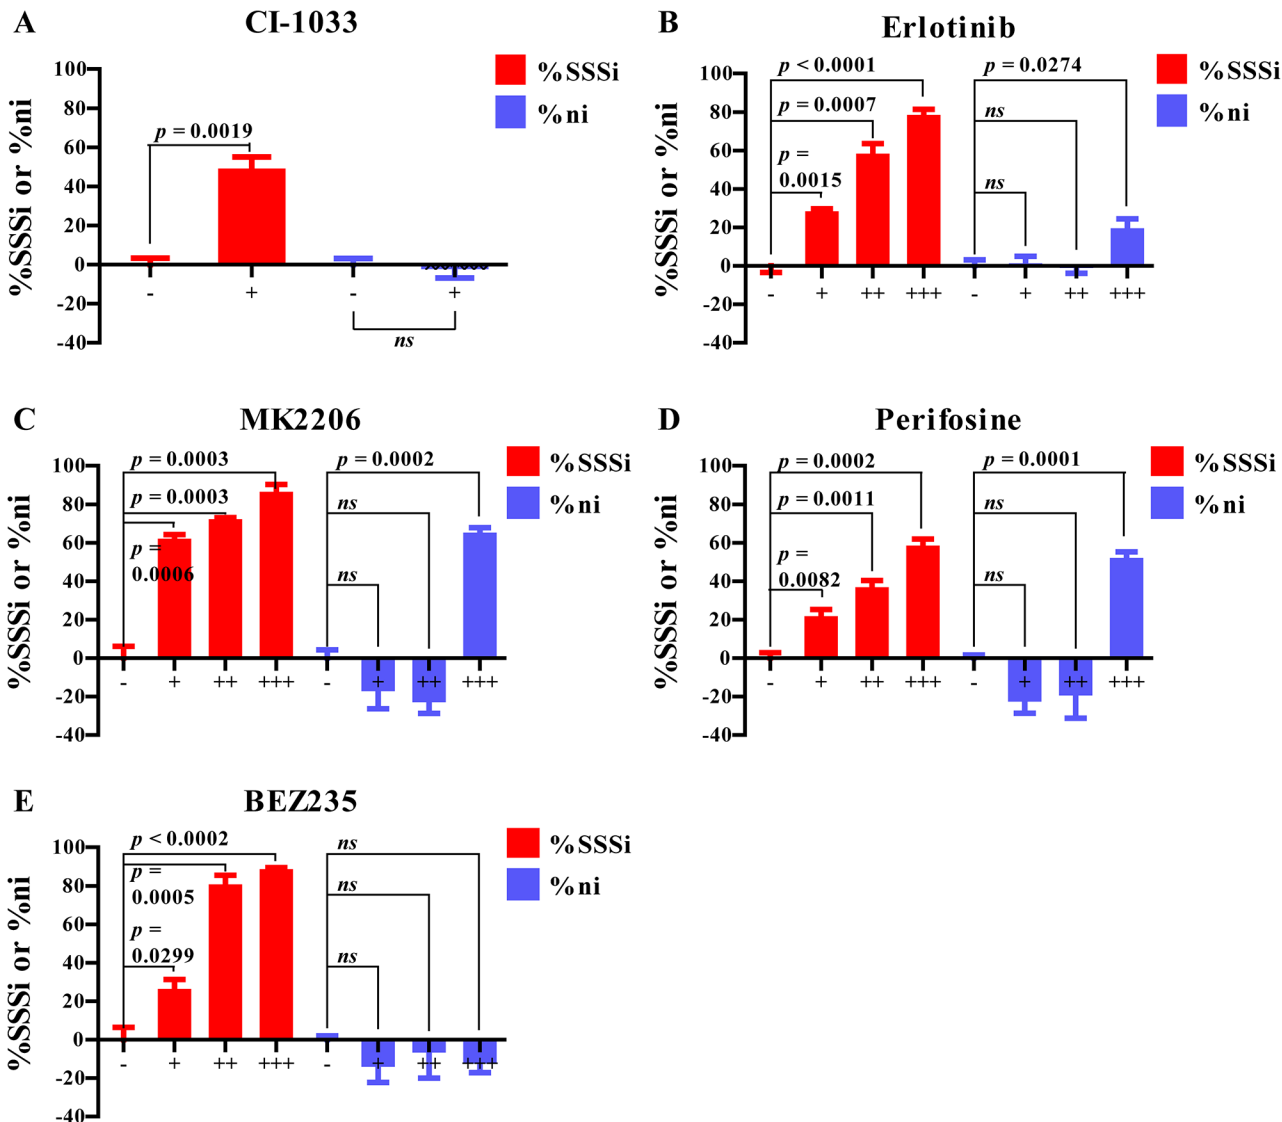 A
CI-1033
%SSSi
%ni
%SSSi or %ni
100
80
60
40
20
0
-20
-40
p = 0.0019
- + - +
ns
B
Erlotinib
%SSSi
%ni
%SSSi or %ni
100
80
60
40
20
0
-20
-40
p < 0.0001
p = 0.0007
p =
0.0015
p = 0.0274
ns
ns
- + ++ +++ - + ++ +++
C
MK2206
%SSSi
%ni
%SSSi or %ni
100
80
60
40
20
0
-20
-40
p = 0.0003
p = 0.0003
p =
0.0006
p = 0.0002
ns
ns
- + ++ +++ - + ++ +++
D
Perifosine
%SSSi
%ni
%SSSi or %ni
100
80
60
40
20
0
-20
-40
p = 0.0002
p = 0.0011
p =
0.0082
p = 0.0001
ns
ns
- + ++ +++ - + ++ +++
E
BEZ235
%SSSi
%ni
%SSSi or %ni
100
80
60
40
20
0
-20
-40
p < 0.0002
p =
0.0005
p =
0.0299
ns
ns
ns
- + ++ +++ - + ++ +++